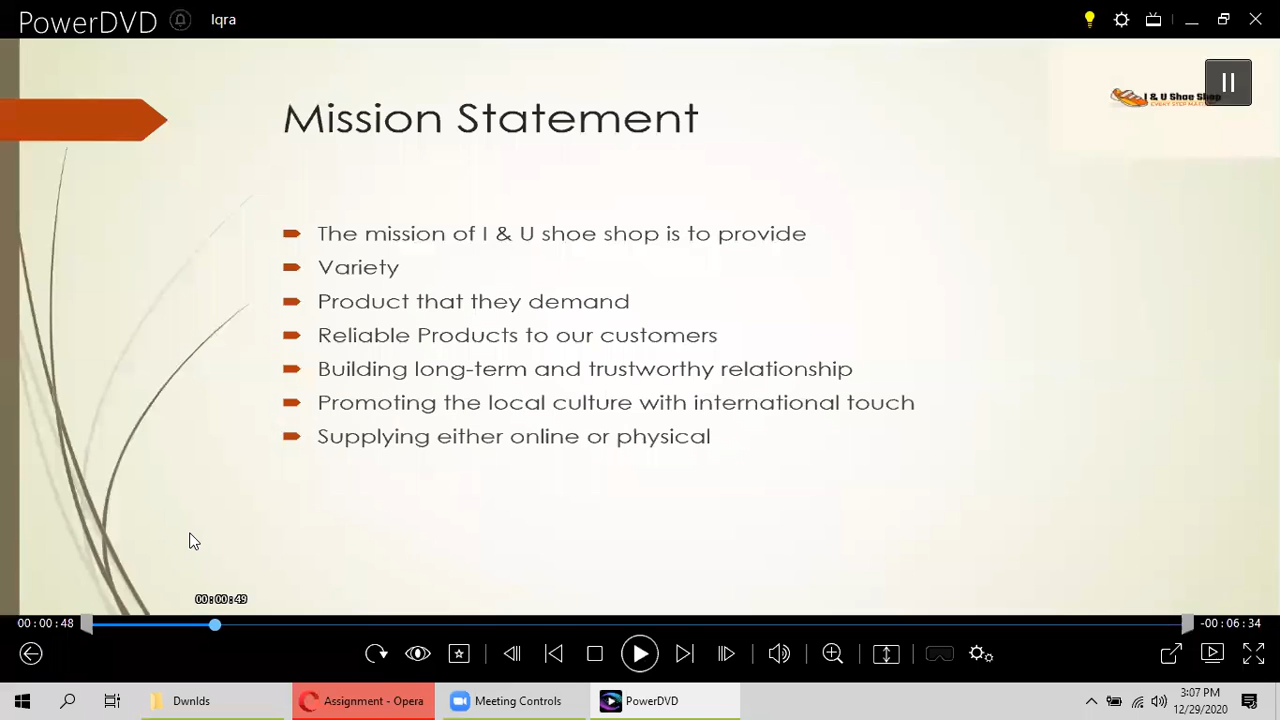 PowerDVD
Iqra
I & U Shoe Shop
Mission Statement
The mission of I & U shoe shop is to provide
Variety
Product that they demand
Reliable Products to our customers
Building long-term and trustworthy relationship
Promoting the local culture with international touch
Supplying either online or physical
00:00:49
00:00:48
-00:06:34
Dwnlds
Assignment - Opera
Meeting Controls
PowerDVD
3:07 PM
12/29/2020